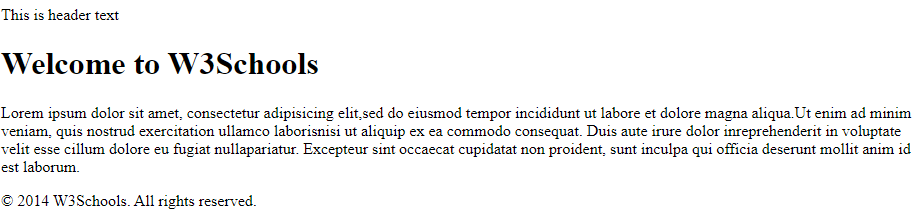 This is header text
Welcome to W3Schools
Lorem ipsum dolor sit amet, consectetur adipisicing elit,sed do eiusmod tempor incididunt ut labore et dolore magna aliqua.Ut enim ad minim
veniam, quis nostrud exercitation ullamco laborisnisi ut aliquip ex ea commodo consequat. Duis aute irure dolor inreprehenderit in voluptate
velit esse cillum dolore eu fugiat nullapariatur. Excepteur sint occaecat cupidatat non proident, sunt inculpa qui officia deserunt mollit anim id
est laborum.
© 2014 W3Schools. All rights reserved.